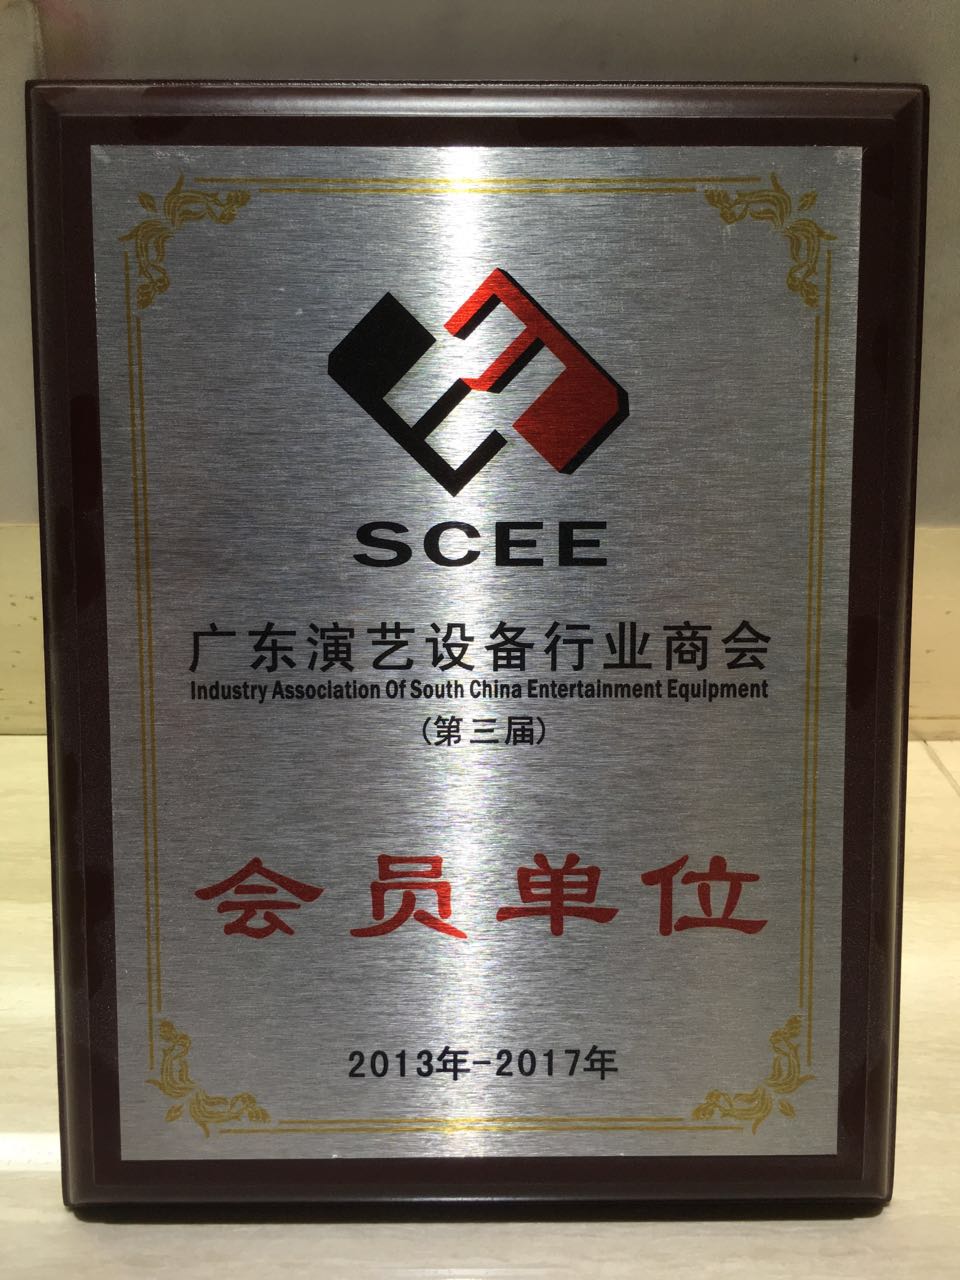 SCEE
广东演艺设备行业商会
Industry Association Of South China Entertainment Equipment
(第三届)
会员单位
2013年-2017年